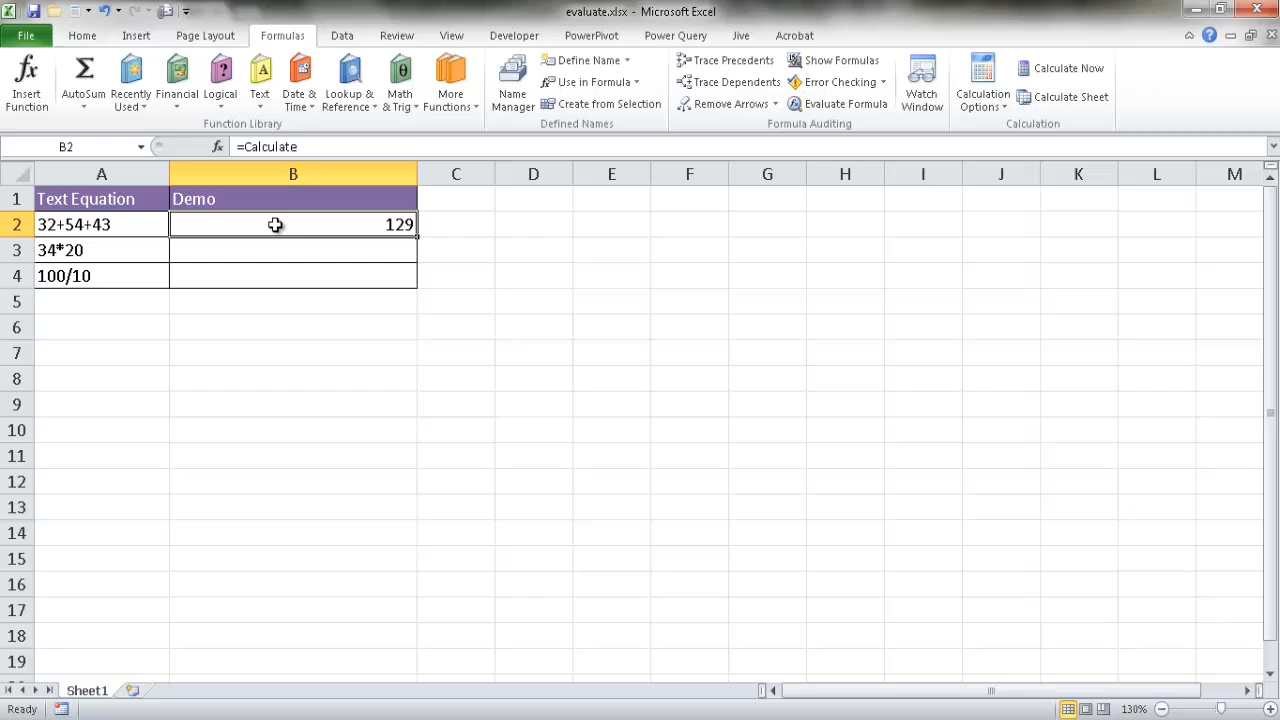 evaluate.xlsx - Microsoft Excel
File Home Insert Page Layout Formulas Data Review View Developer PowerPivot Power Query Jive Acrobat
fx Insert Function
Σ AutoSum
Recently Used
Financial
Logical
Text
Date & Time
Lookup & Reference
Math & Trig
More Functions
Function Library
Name Manager
Define Name
Use in Formula
Create from Selection
Defined Names
Trace Precedents
Trace Dependents
Remove Arrows
Show Formulas
Error Checking
Evaluate Formula
Formula Auditing
Watch Window
Calculation Options
Calculate Now
Calculate Sheet
Calculation
B2 fx =Calculate
A B C D E F G H I J K L M
1 Text Equation Demo
2 32+54+43 129
3 34*20
4 100/10
5
6
7
8
9
10
11
12
13
14
15
16
17
18
19
Sheet1
Ready 130%